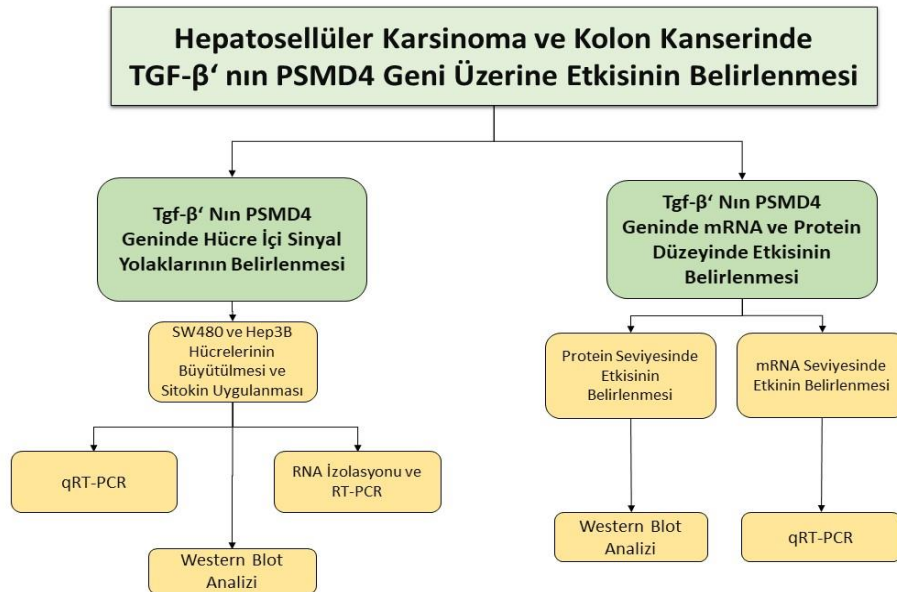 Hepatosellüler Karsinoma ve Kolon Kanserinde
TGF-β‘ nın PSMD4 Geni Üzerine Etkisinin Belirlenmesi
Tgf-β‘ Nın PSMD4
Geninde Hücre İçi Sinyal
Yolaklarının Belirlenmesi
Tgf-β‘ Nın PSMD4
Geninde mRNA ve Protein
Düzeyinde Etkisinin
Belirlenmesi
SW480 ve Hep3B
Hücrelerinin
Büyütülmesi ve
Sitokin Uygulanması
Protein Seviyesinde
Etkisinin
Belirlenmesi
mRNA Seviyesinde
Etkinin Belirlenmesi
qRT-PCR
RNA İzolasyonu ve
RT-PCR
Western Blot
Analizi
Western Blot
Analizi
qRT-PCR